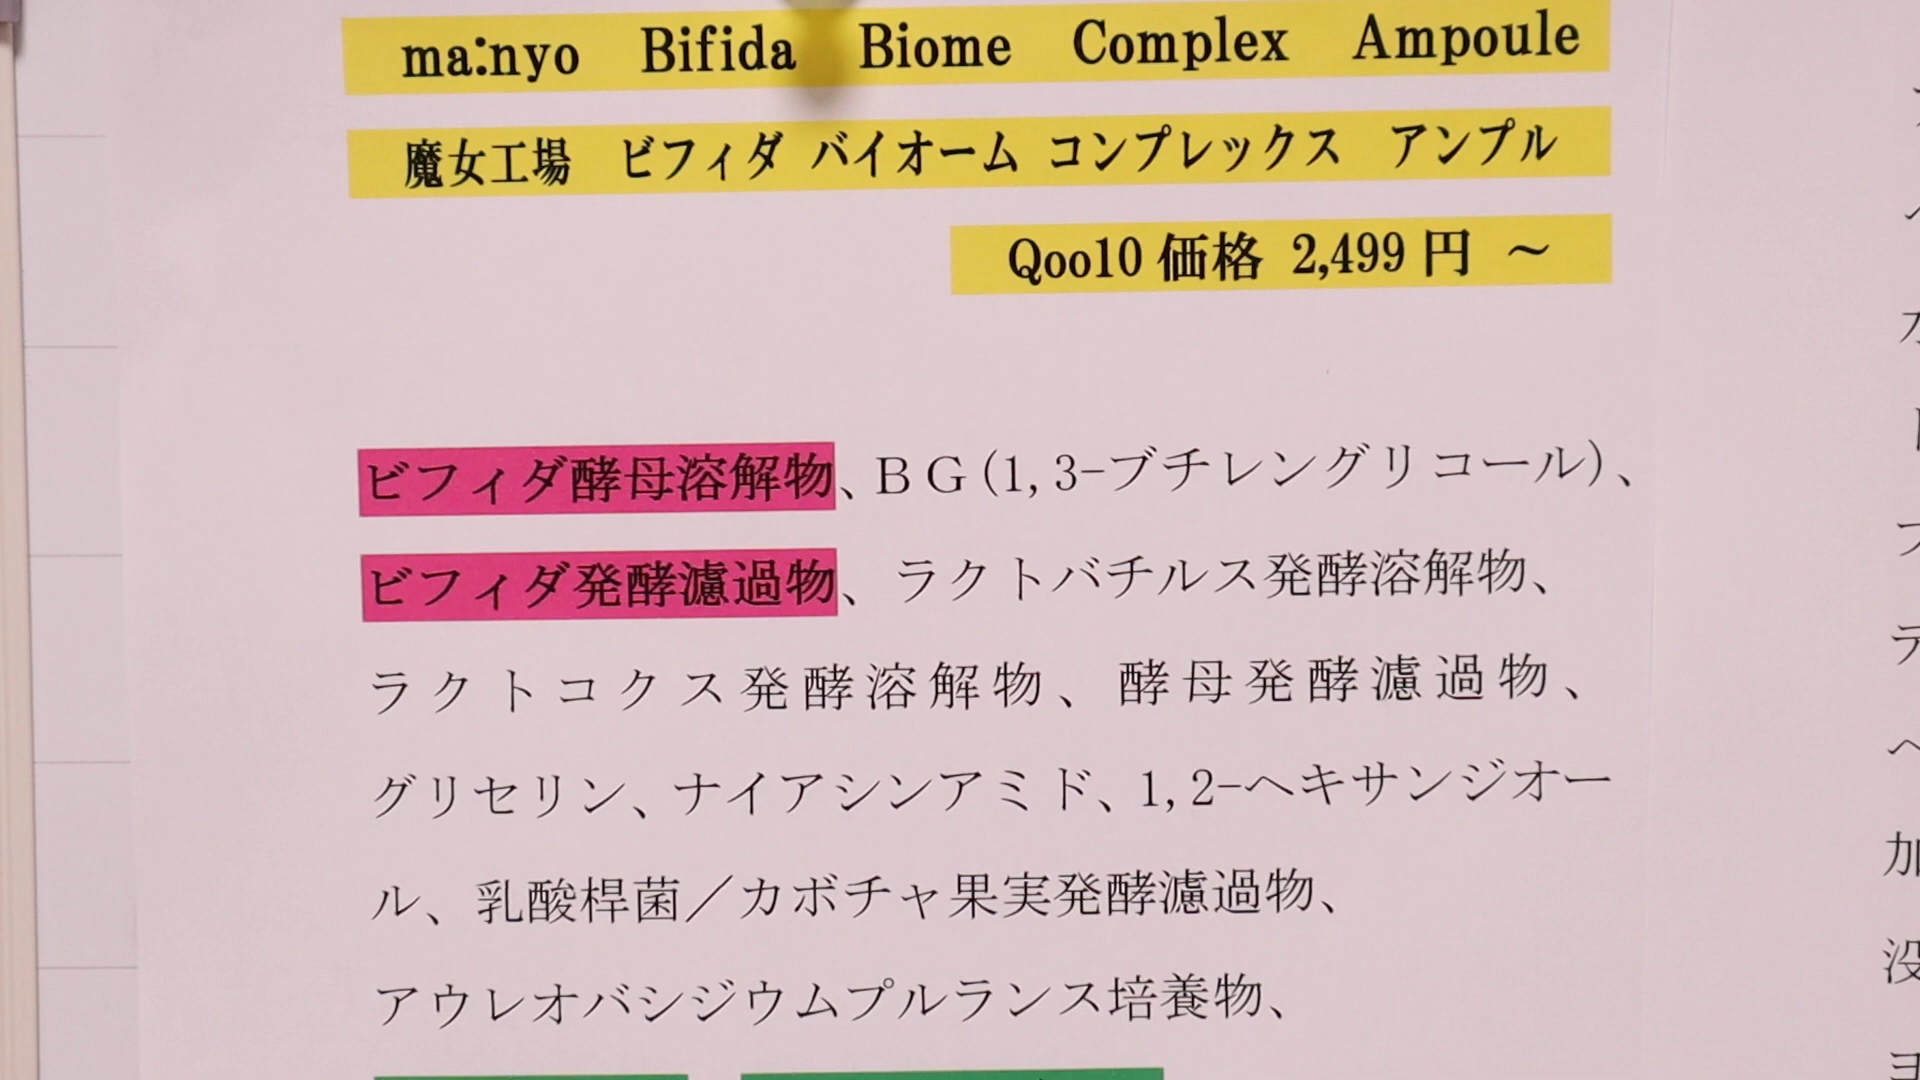 ma:nyo Bifida Biome Complex Ampoule
魔女工場 ビフィダ バイオーム コンプレックス アンプル
Qoo10 価格 2,499 円 ～
ビフィダ酵母溶解物、BG(1,3-ブチレングリコール)、
ビフィダ発酵濾過物、ラクトバチルス発酵溶解物、
ラクトコクス発酵溶解物、酵母発酵濾過物、
グリセリン、ナイアシンアミド、1,2-ヘキサンジオー
ル、乳酸桿菌／カボチャ果実発酵濾過物、
アウレオバシジウムプルランス培養物、
加
没